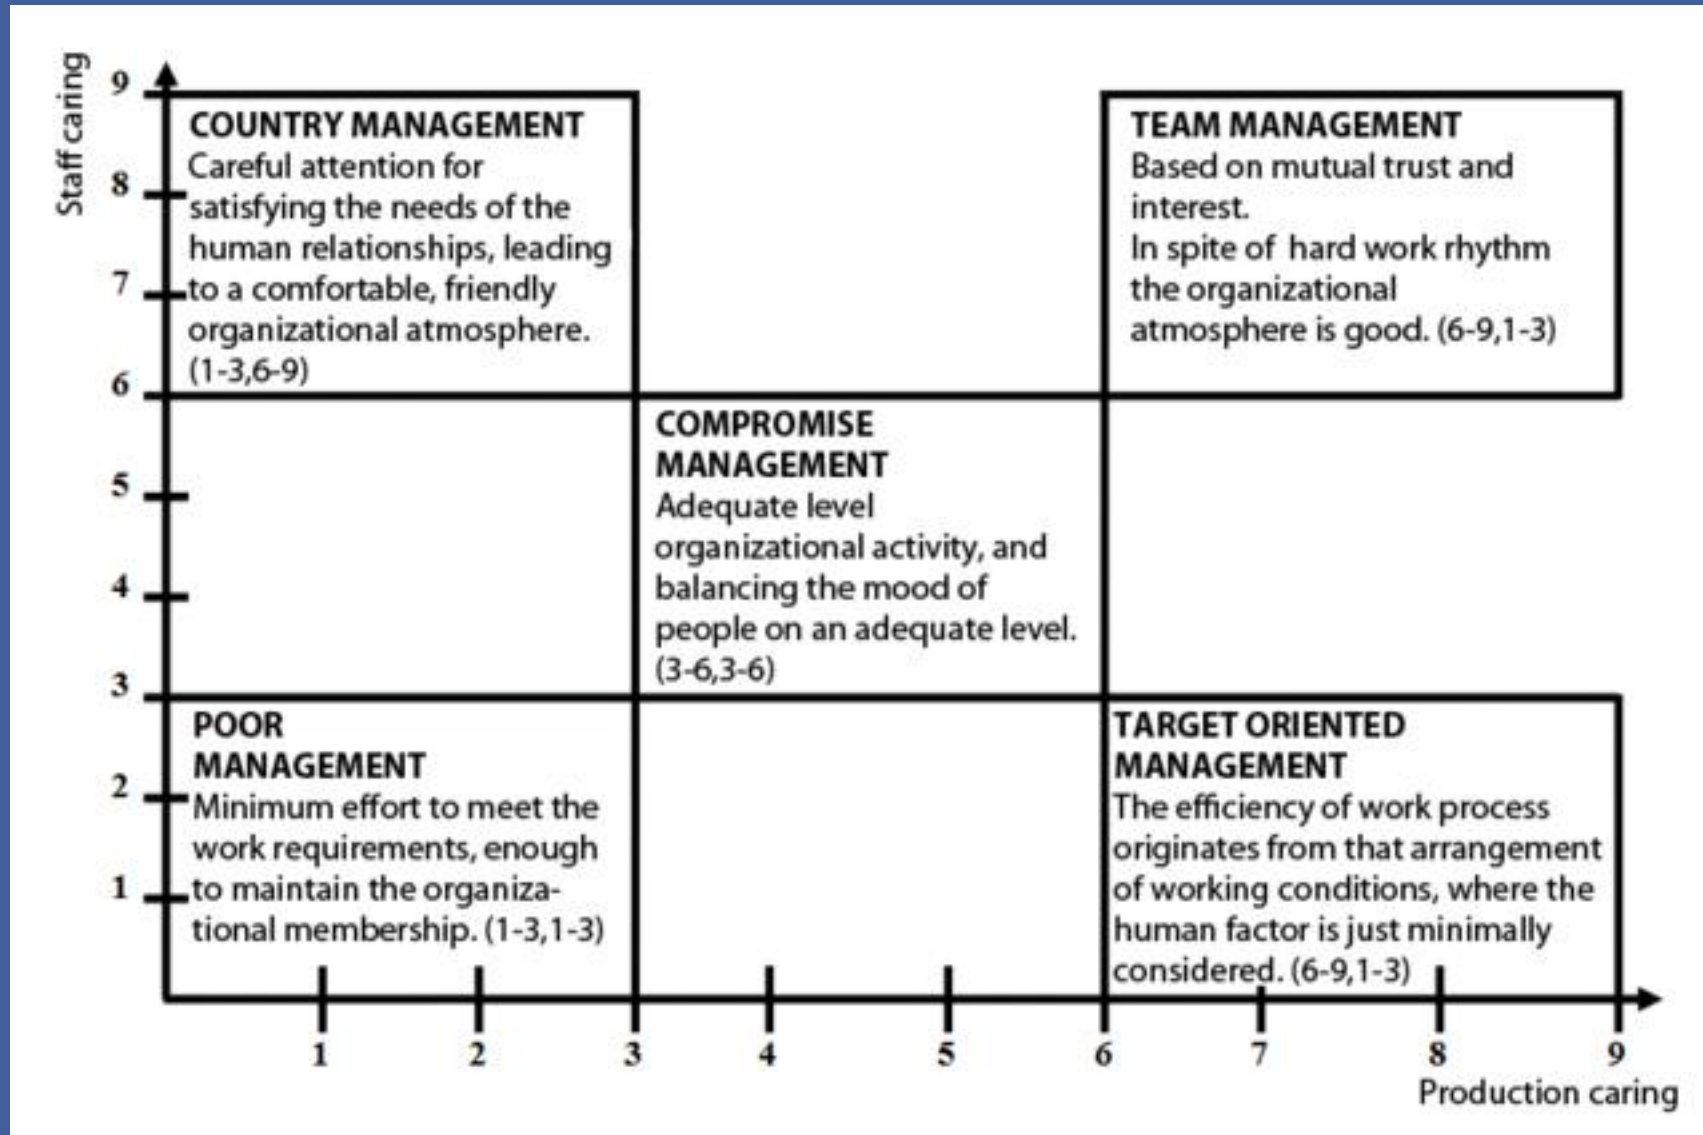 Staff caring
9
8
7
6
5
4
3
2
1
COUNTRY MANAGEMENT
Careful attention for
satisfying the needs of the
human relationships, leading
to a comfortable, friendly
organizational atmosphere.
(1-3,6-9)
TEAM MANAGEMENT
Based on mutual trust and
interest.
In spite of hard work rhythm
the organizational
atmosphere is good. (6-9,1-3)
COMPROMISE
MANAGEMENT
Adequate level
organizational activity, and
balancing the mood of
people on an adequate level.
(3-6,3-6)
POOR
MANAGEMENT
Minimum effort to meet the
work requirements, enough
to maintain the organiza-
tional membership. (1-3,1-3)
TARGET ORIENTED
MANAGEMENT
The efficiency of work process
originates from that arrangement
of working conditions, where the
human factor is just minimally
considered. (6-9,1-3)
1 2 3 4 5 6 7 8 9
Production caring